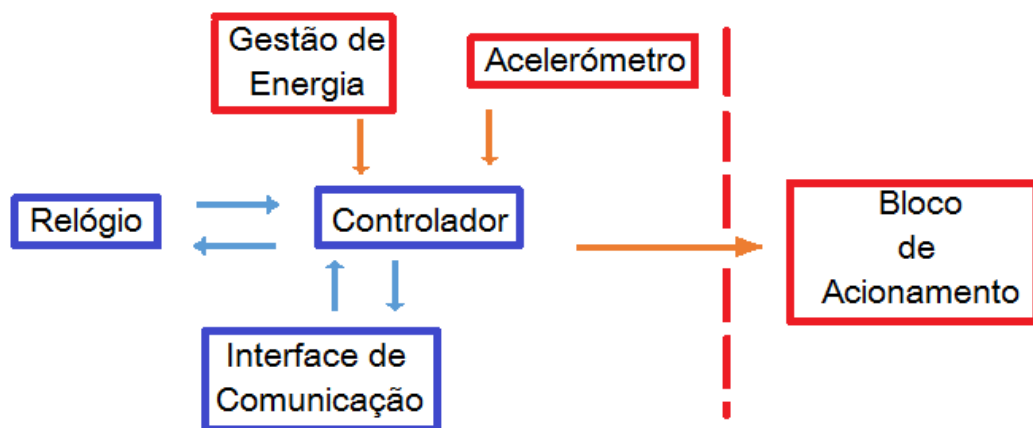 Gestão de
Energia
Acelerómetro
Relógio
Controlador
Bloco
de
Acionamento
Interface de
Comunicação